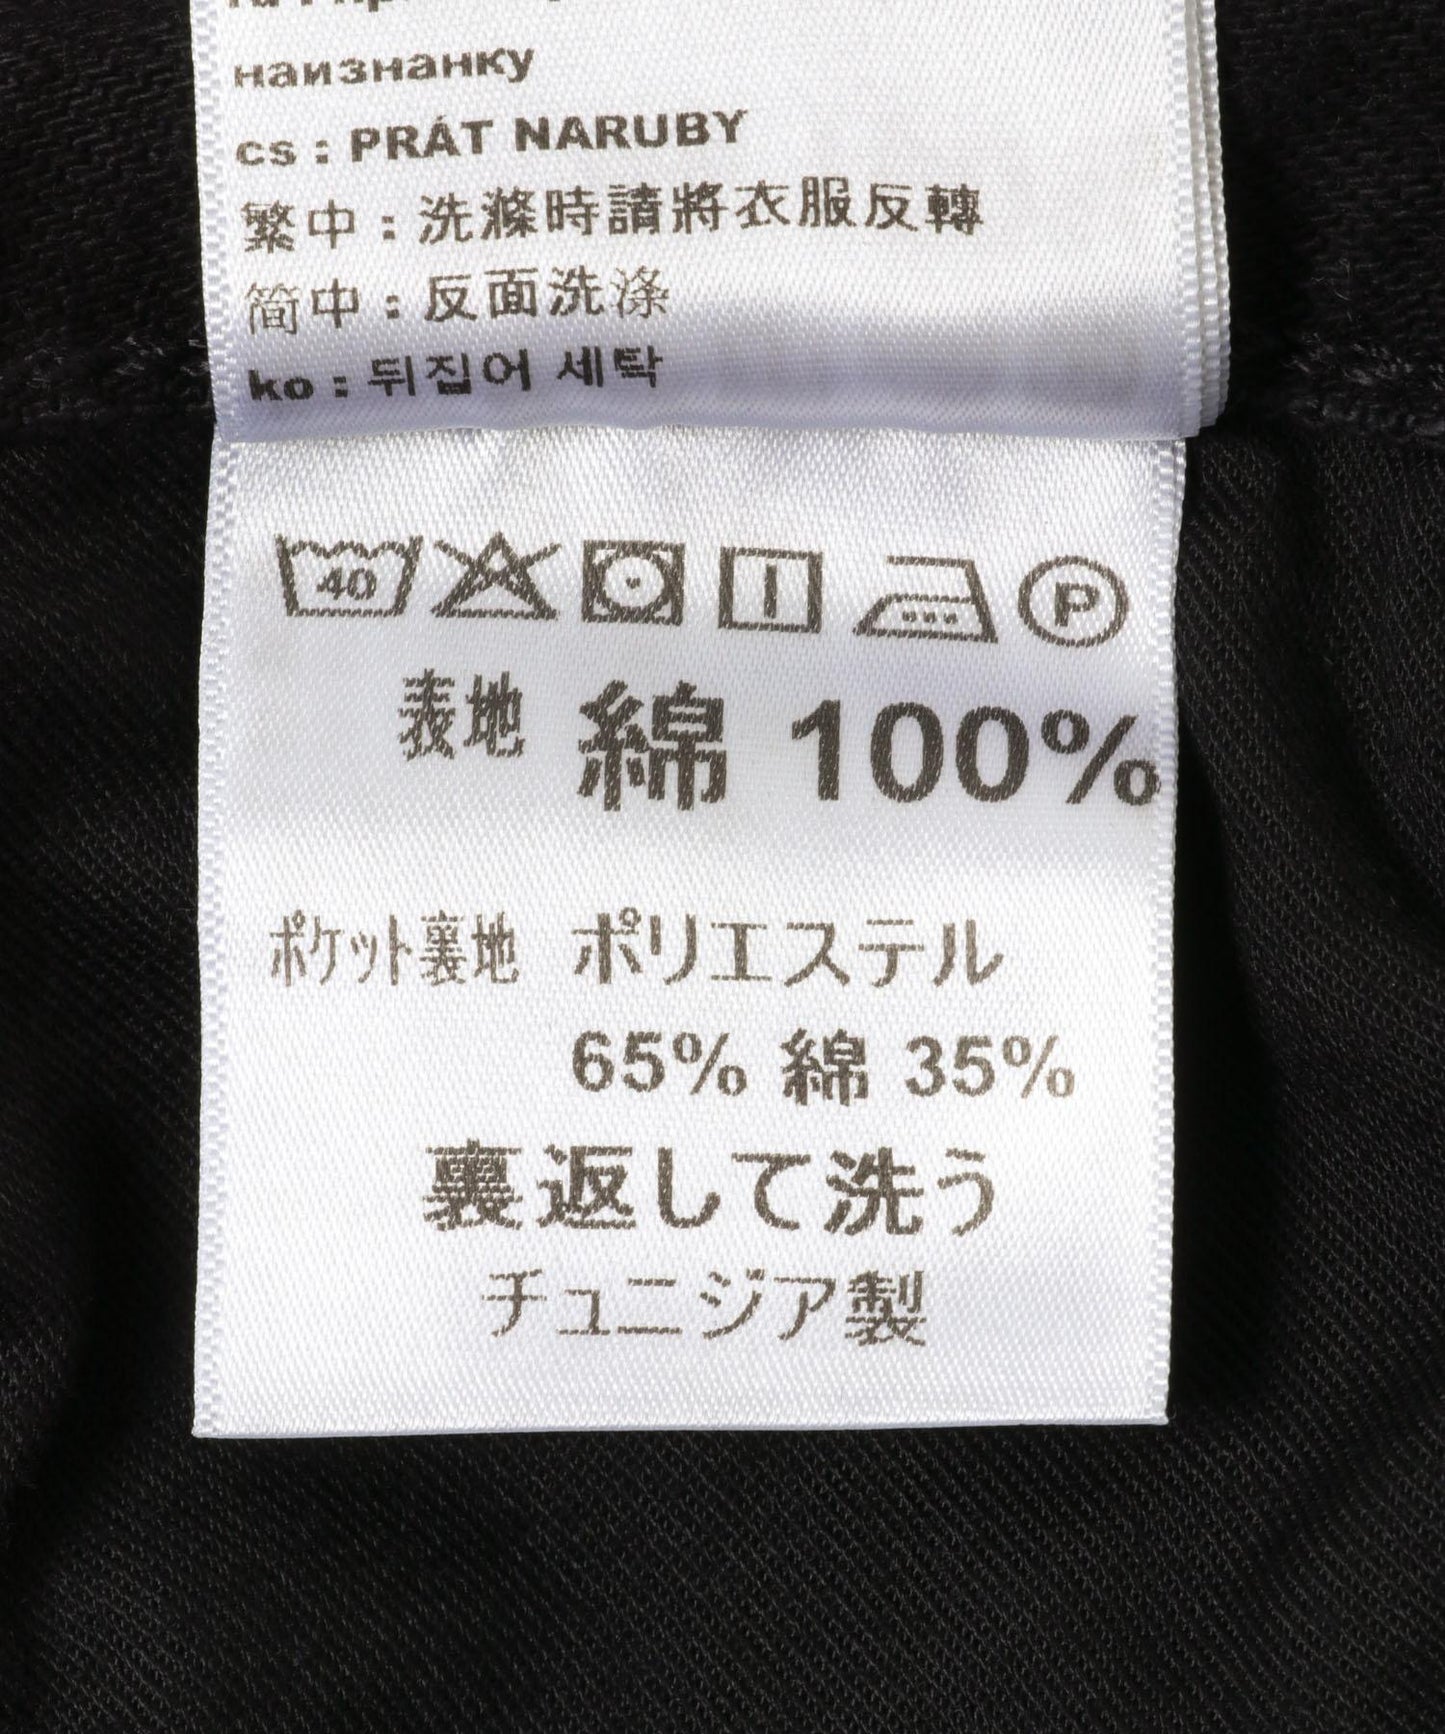 наизнанку
cs : PRÁT NARUBY
繁中 : 洗滌時請將衣服反轉
简中 : 反面洗涤
ko : 뒤집어 세탁
40
P
表地 綿 100%
ポケット裏地 ポリエステル
65% 綿 35%
裏返して洗う
チュニジア製